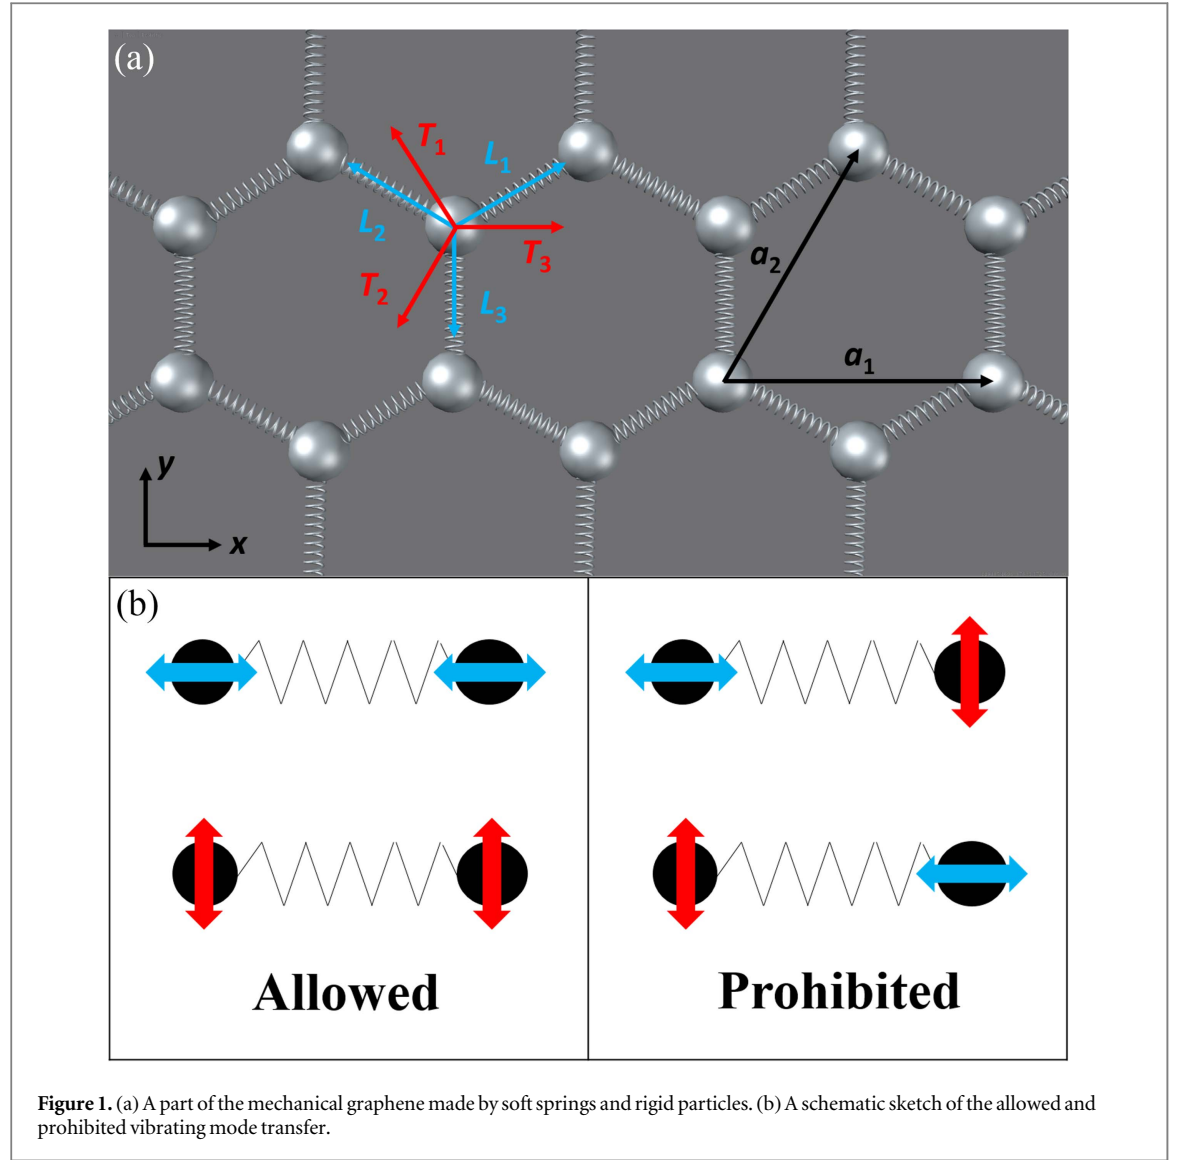 (a)
T1
L1
L2
T3
T2
L3
a2
a1
y
x
(b)
Allowed
Prohibited
Figure 1. (a) A part of the mechanical graphene made by soft springs and rigid particles. (b) A schematic sketch of the allowed and
prohibited vibrating mode transfer.